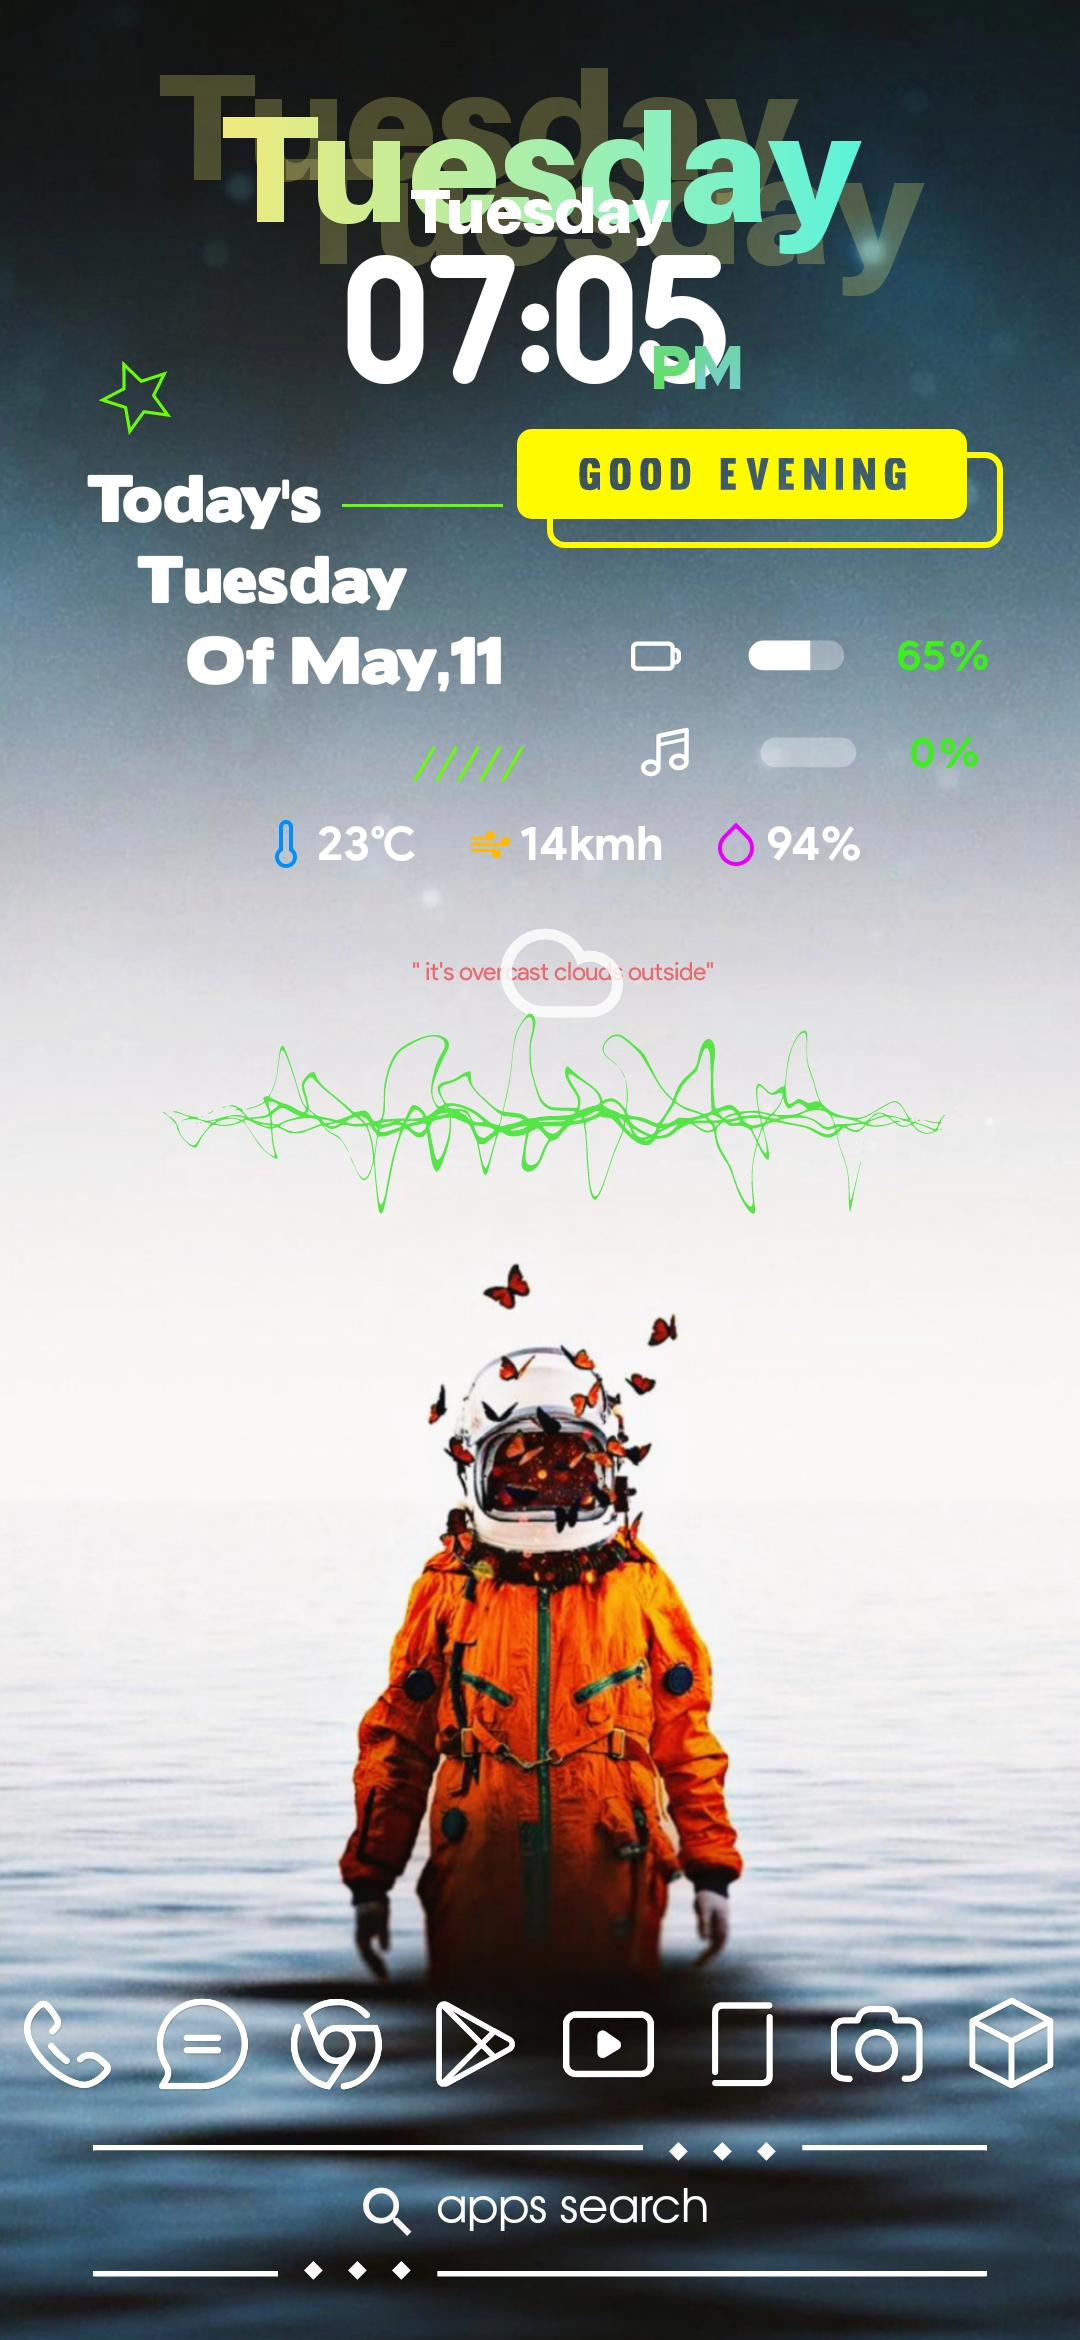 Tuesday
Tuesday
Tuesday
Tuesday
07:05
PM
GOOD EVENING
Today's
Tuesday
Of May,11
65%
0%
23°C 14kmh 94%
" it's overcast clouds outside"
apps search